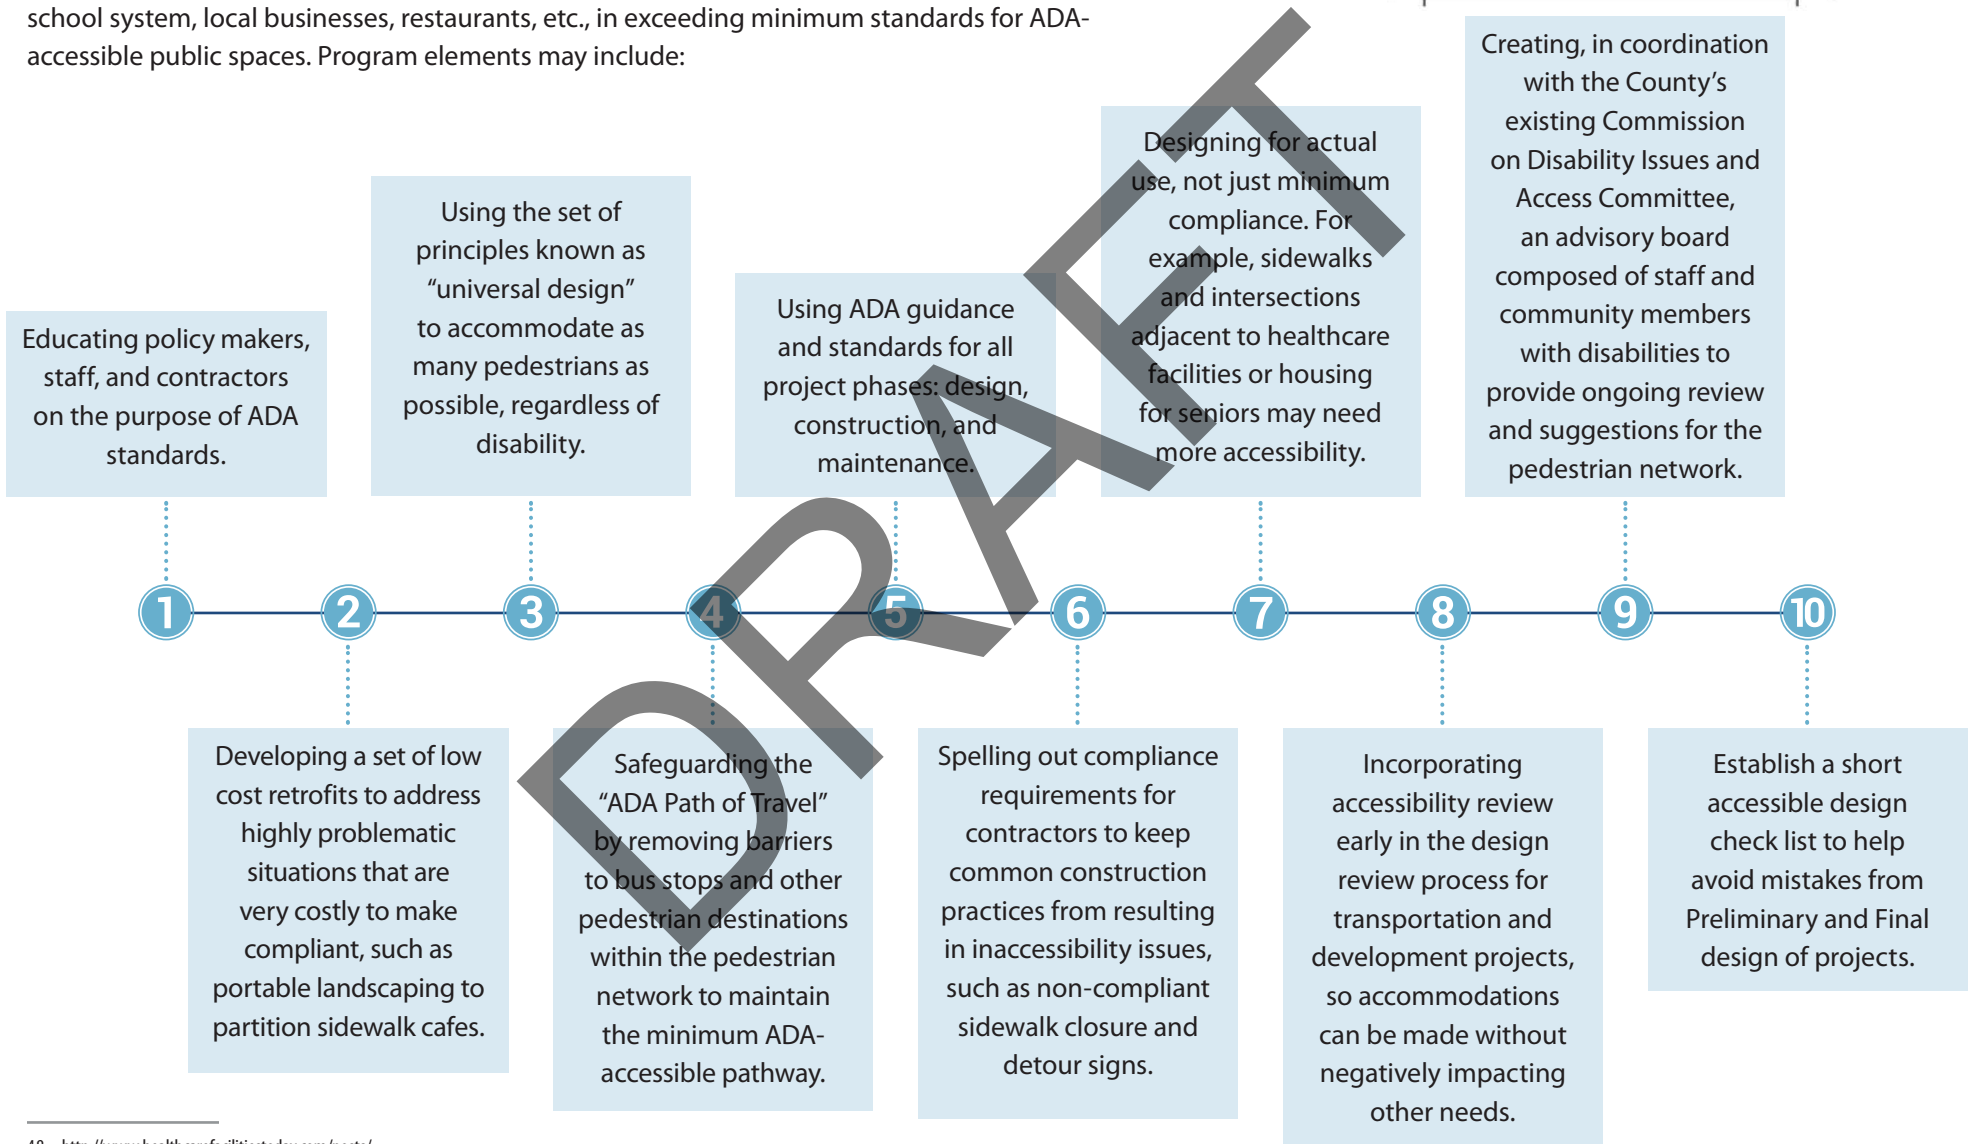 school system, local businesses, restaurants, etc., in exceeding minimum standards for ADA-
accessible public spaces. Program elements may include:
Educating policy makers,
staff, and contractors
on the purpose of ADA
standards.
Using the set of
principles known as
“universal design”
to accommodate as
many pedestrians as
possible, regardless of
disability.
Using ADA guidance
and standards for all
project phases: design,
construction, and
maintenance.
Designing for actual
use, not just minimum
compliance. For
example, sidewalks
and intersections
adjacent to healthcare
facilities or housing
for seniors may need
more accessibility.
Creating, in coordination
with the County’s
existing Commission
on Disability Issues and
Access Committee,
an advisory board
composed of staff and
community members
with disabilities to
provide ongoing review
and suggestions for the
pedestrian network.
1 2 3 4 5 6 7 8 9 10
Developing a set of low
cost retrofits to address
highly problematic
situations that are
very costly to make
compliant, such as
portable landscaping to
partition sidewalk cafes.
Safeguarding the
“ADA Path of Travel”
by removing barriers
to bus stops and other
pedestrian destinations
within the pedestrian
network to maintain
the minimum ADA-
accessible pathway.
Spelling out compliance
requirements for
contractors to keep
common construction
practices from resulting
in inaccessibility issues,
such as non-compliant
sidewalk closure and
detour signs.
Incorporating
accessibility review
early in the design
review process for
transportation and
development projects,
so accommodations
can be made without
negatively impacting
other needs.
Establish a short
accessible design
check list to help
avoid mistakes from
Preliminary and Final
design of projects.
DRAFT